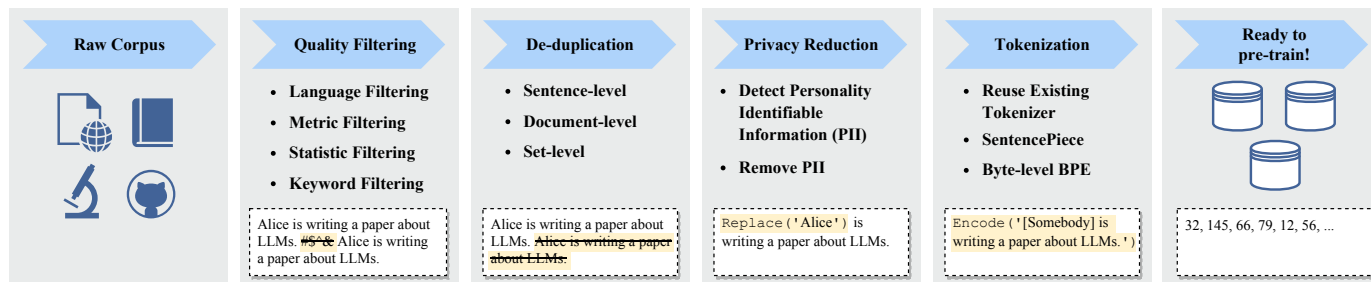 Raw Corpus
Quality Filtering
• Language Filtering
• Metric Filtering
• Statistic Filtering
• Keyword Filtering
Alice is writing a paper about
LLMs. #$^& Alice is writing
a paper about LLMs.
De-duplication
• Sentence-level
• Document-level
• Set-level
Alice is writing a paper about
LLMs. Alice is writing a paper
about LLMs.
Privacy Reduction
• Detect Personality
Identifiable
Information (PII)
• Remove PII
Replace('Alice') is
writing a paper about LLMs.
Tokenization
• Reuse Existing
Tokenizer
• SentencePiece
• Byte-level BPE
Encode('[Somebody] is
writing a paper about LLMs.')
Ready to
pre-train!
32, 145, 66, 79, 12, 56, ...